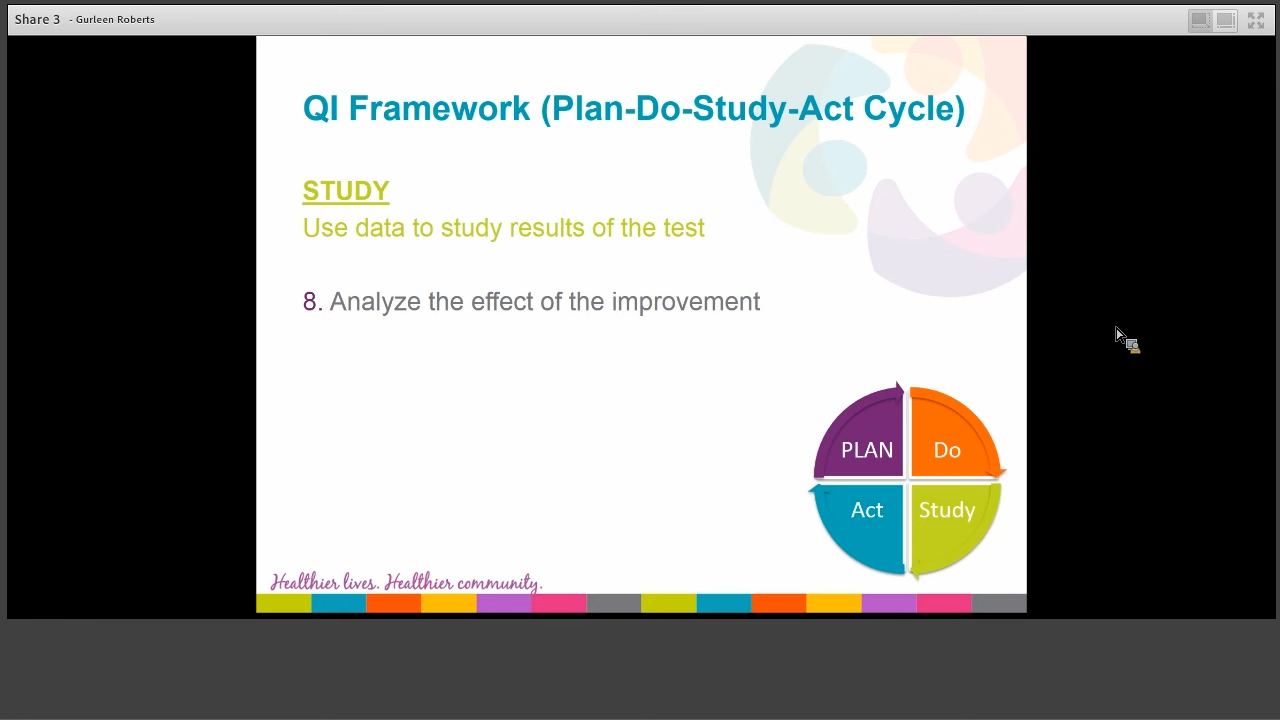 Share 3 - Gurleen Roberts
QI Framework (Plan-Do-Study-Act Cycle)
STUDY
Use data to study results of the test
8. Analyze the effect of the improvement
PLAN
Do
Act
Study
Healthier lives. Healthier community.